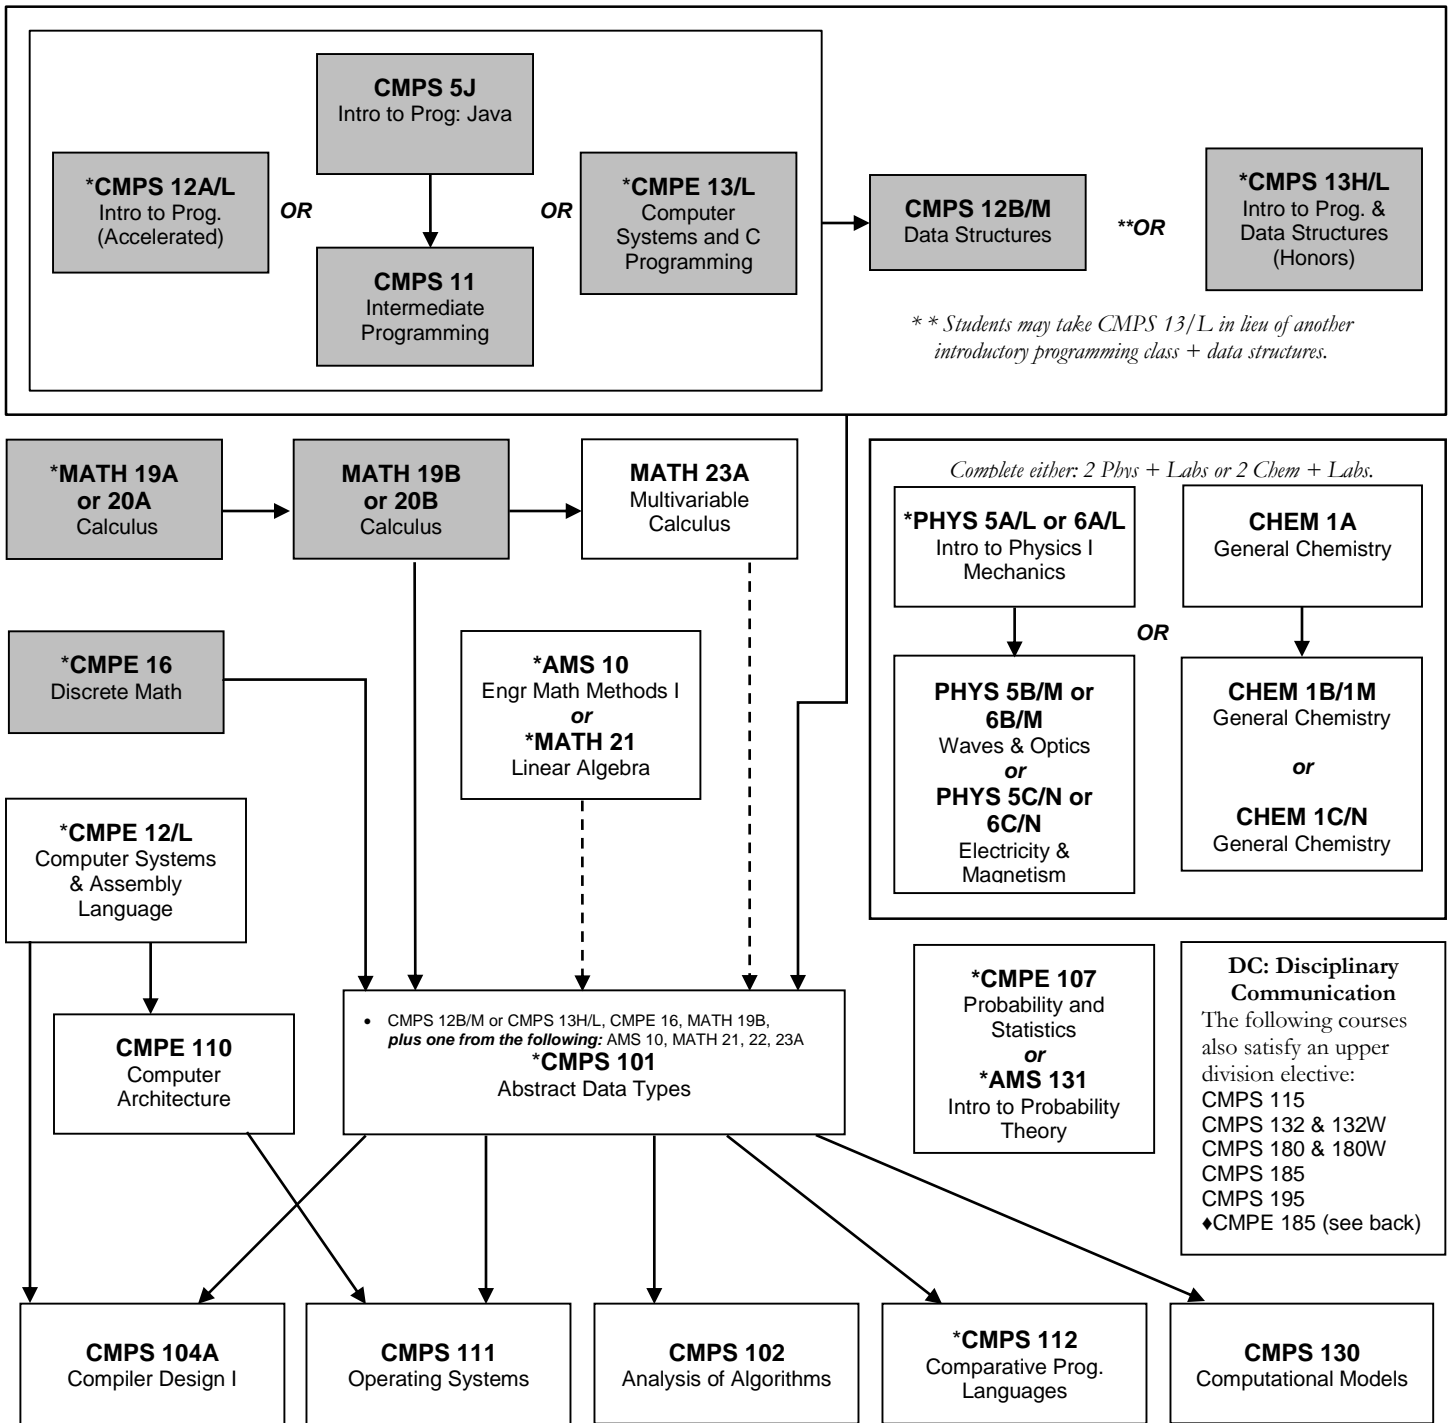 CMPS 5J
Intro to Prog: Java
*CMPS 12A/L
Intro to Prog.
(Accelerated)
OR
CMPS 11
Intermediate
Programming
OR
*CMPE 13/L
Computer
Systems and C
Programming
CMPS 12B/M
Data Structures
**OR
*CMPS 13H/L
Intro to Prog. &
Data Structures
(Honors)
* * Students may take CMPS 13/L in lieu of another
introductory programming class + data structures.
*MATH 19A
or 20A
Calculus
MATH 19B
or 20B
Calculus
MATH 23A
Multivariable
Calculus
Complete either: 2 Phys + Labs or 2 Chem + Labs.
*PHYS 5A/L or 6A/L
Intro to Physics I
Mechanics
CHEM 1A
General Chemistry
OR
PHYS 5B/M or
6B/M
Waves & Optics
or
PHYS 5C/N or
6C/N
Electricity &
Magnetism
CHEM 1B/1M
General Chemistry
or
CHEM 1C/N
General Chemistry
*CMPE 16
Discrete Math
*AMS 10
Engr Math Methods I
or
*MATH 21
Linear Algebra
*CMPE 12/L
Computer Systems
& Assembly
Language
CMPE 110
Computer
Architecture
• CMPS 12B/M or CMPS 13H/L, CMPE 16, MATH 19B,
plus one from the following: AMS 10, MATH 21, 22, 23A
*CMPS 101
Abstract Data Types
*CMPE 107
Probability and
Statistics
or
*AMS 131
Intro to Probability
Theory
DC: Disciplinary
Communication
The following courses
also satisfy an upper
division elective:
CMPS 115
CMPS 132 & 132W
CMPS 180 & 180W
CMPS 185
CMPS 195
♦CMPE 185 (see back)
CMPS 104A
Compiler Design I
CMPS 111
Operating Systems
CMPS 102
Analysis of Algorithms
*CMPS 112
Comparative Prog.
Languages
CMPS 130
Computational Models